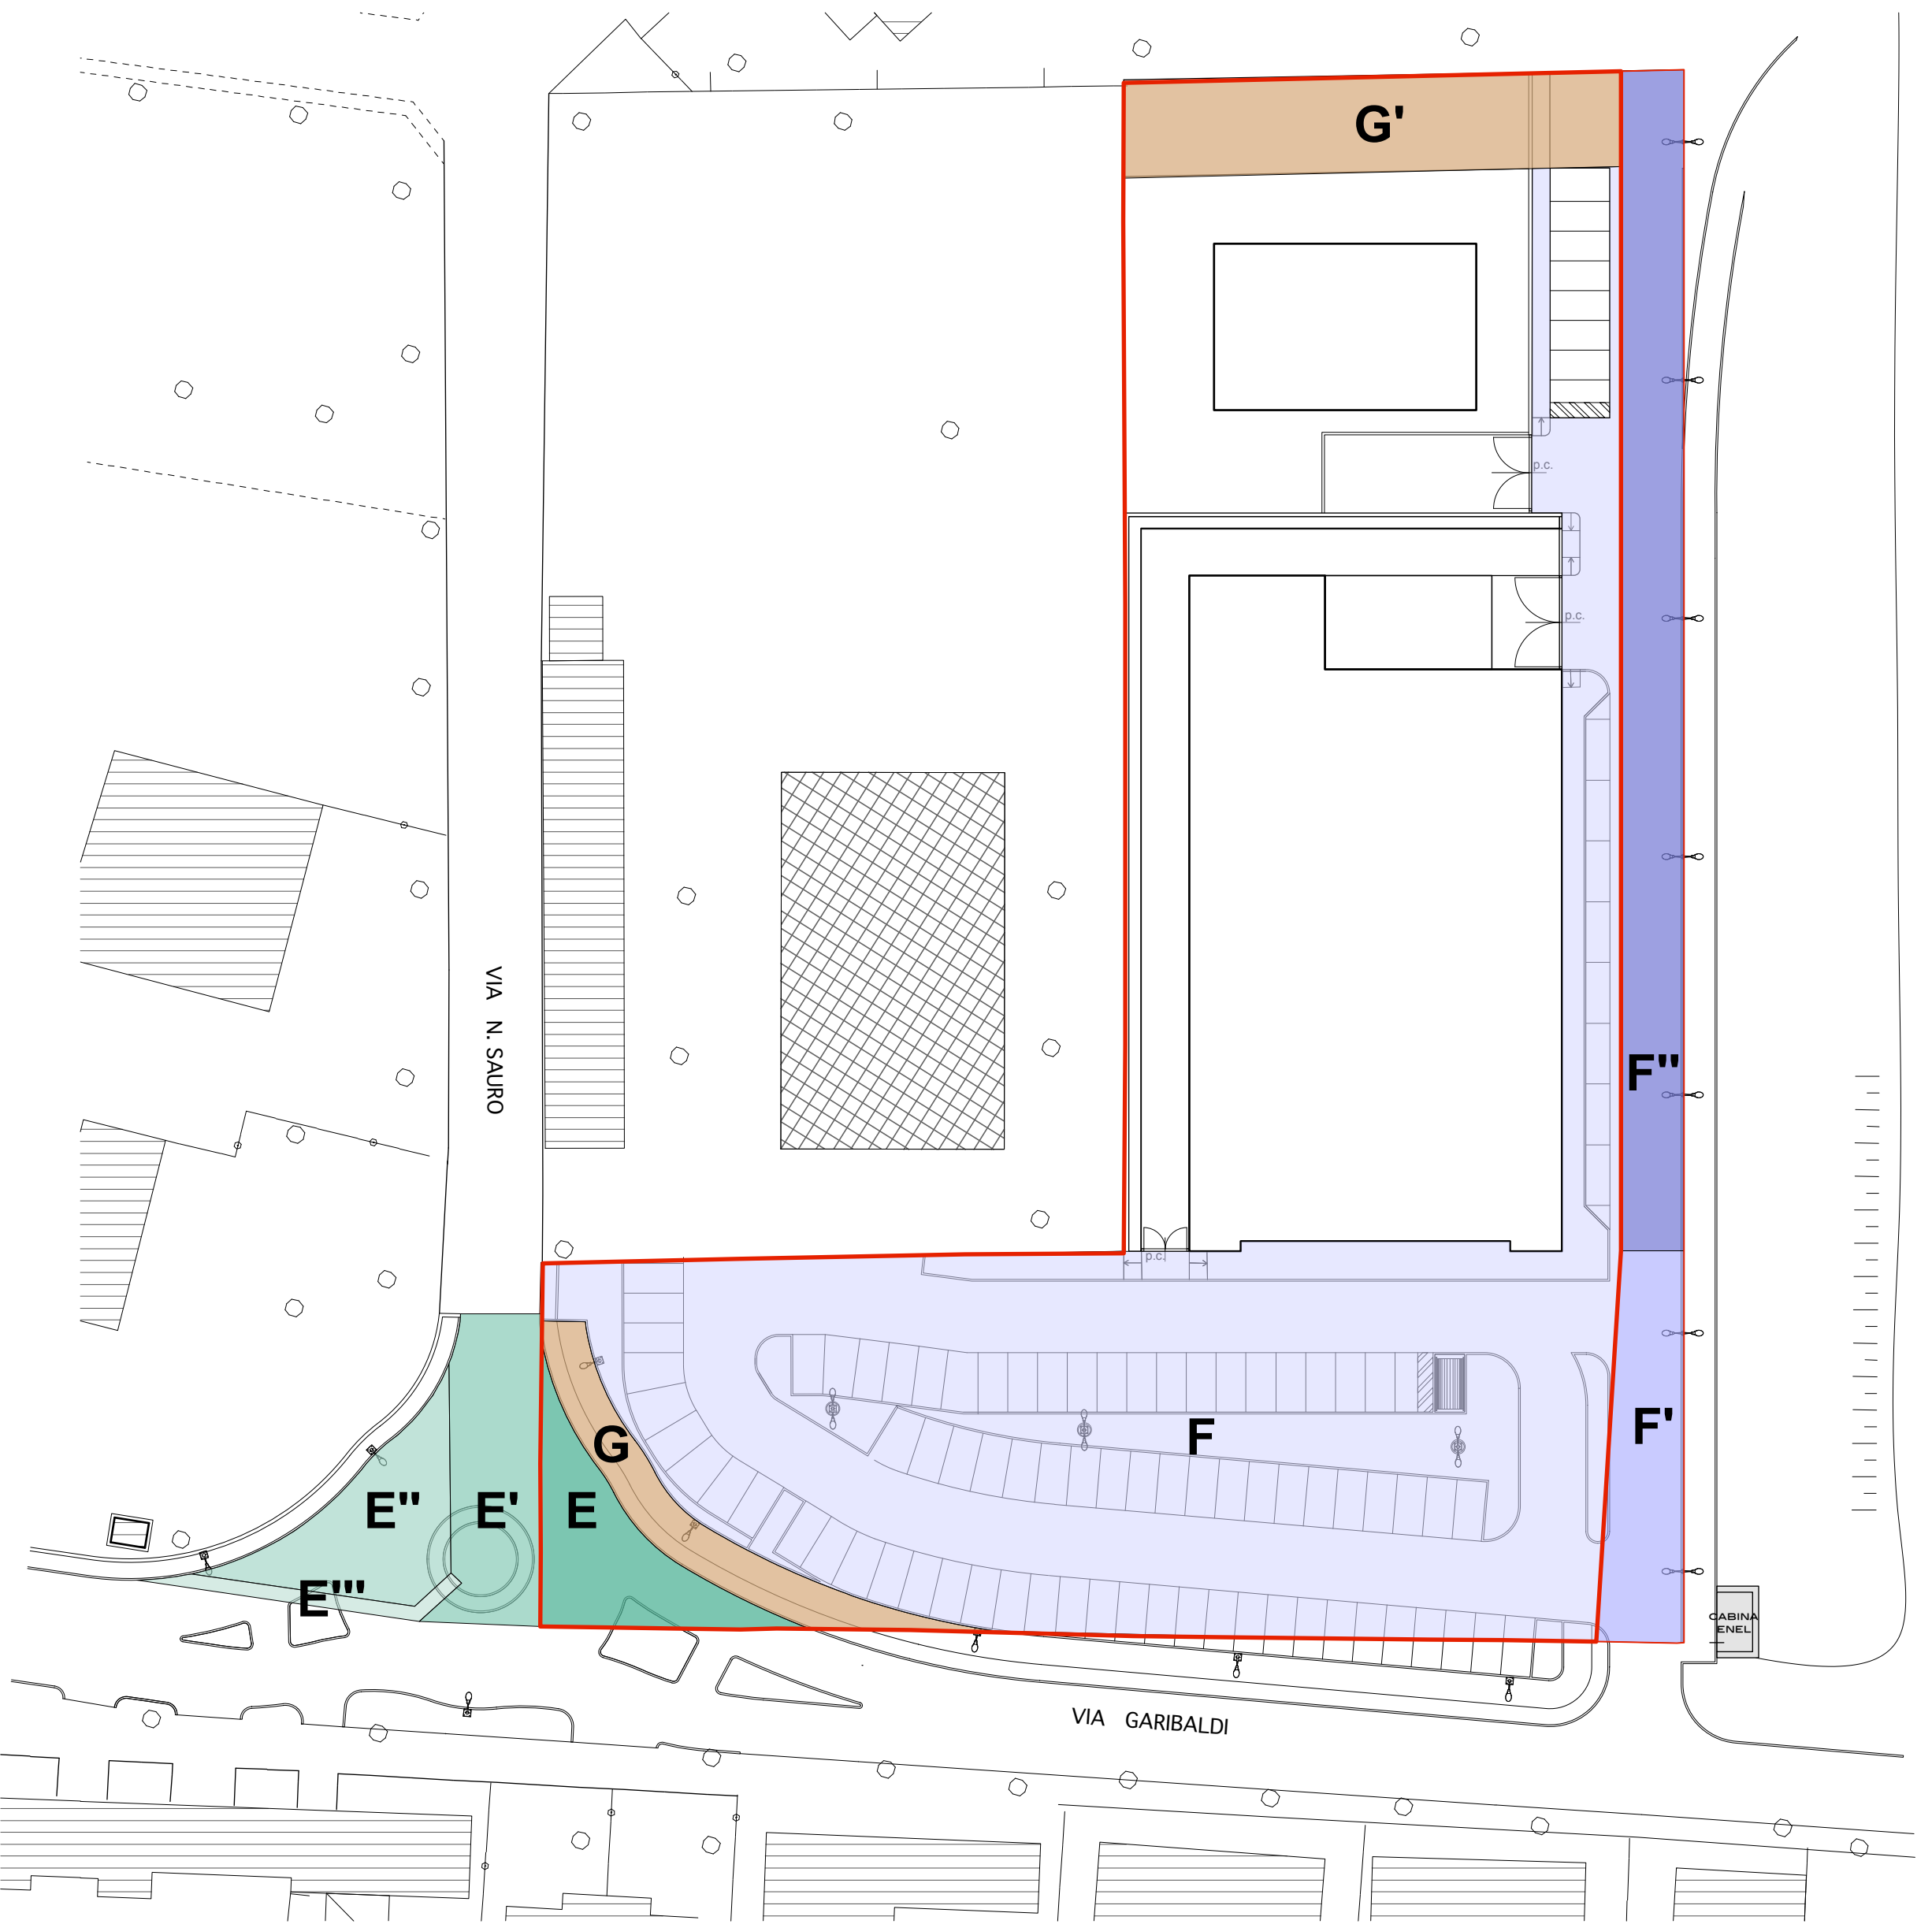 G'
p.c.
p.c.
VIA N. SAURO
F"
p.c.
F
F'
G
E"
E'
E
E'''
CABINA
ENEL
VIA GARIBALDI